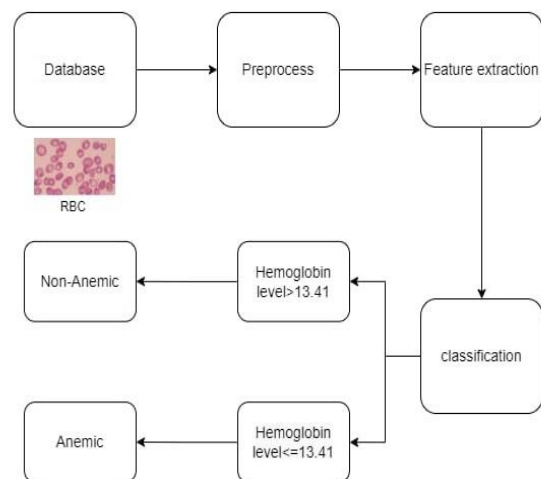 Database
Preprocess
Feature extraction
RBC
Non-Anemic
Hemoglobin
level>13.41
classification
Anemic
Hemoglobin
level<=13.41